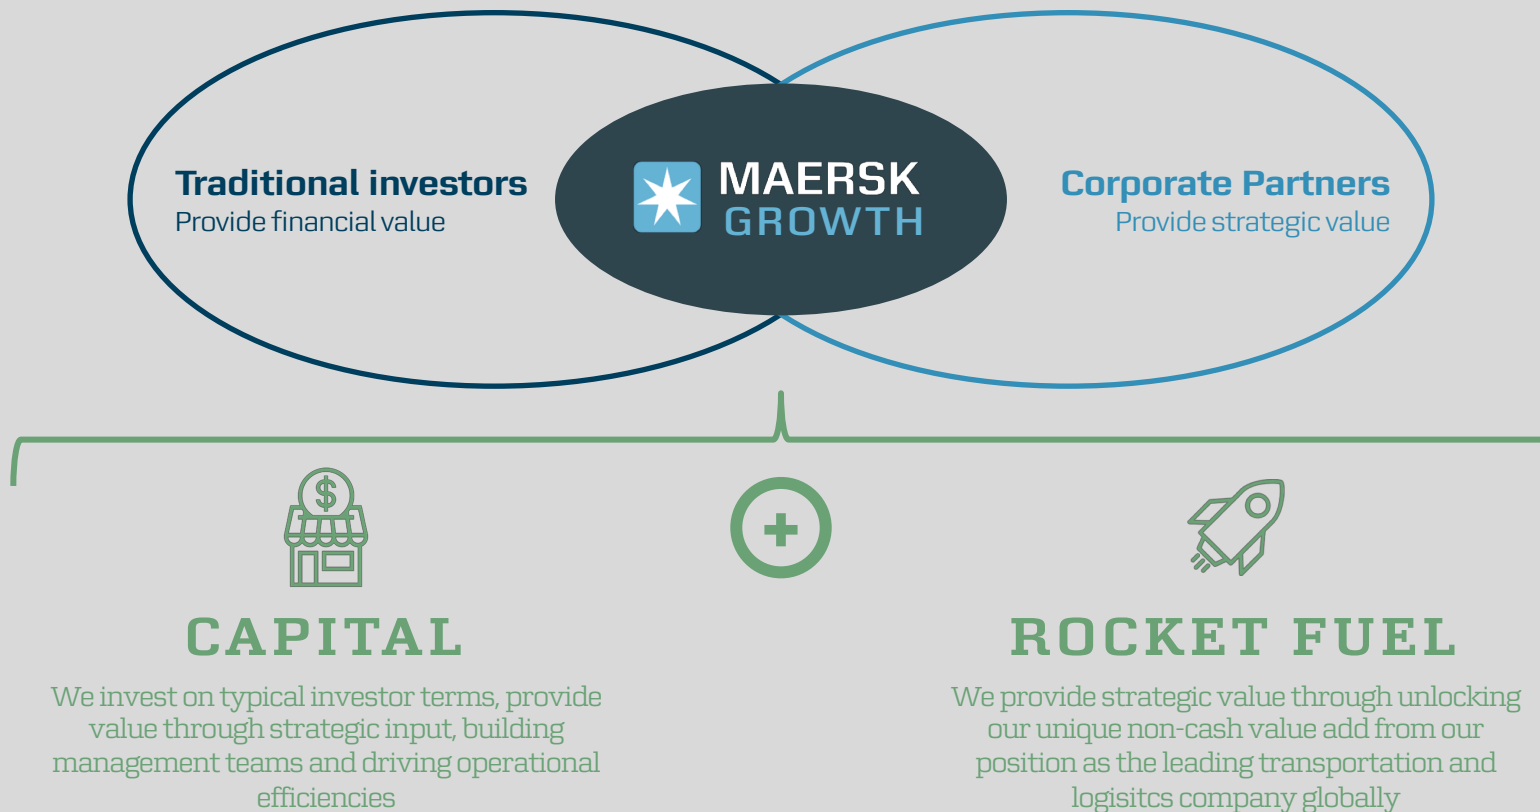 Traditional investors
Provide financial value
MAERSK
GROWTH
Corporate Partners
Provide strategic value
$
+
CAPITAL
We invest on typical investor terms, provide
value through strategic input, building
management teams and driving operational
efficiencies
ROCKET FUEL
We provide strategic value through unlocking
our unique non-cash value add from our
position as the leading transportation and
logisitcs company globally